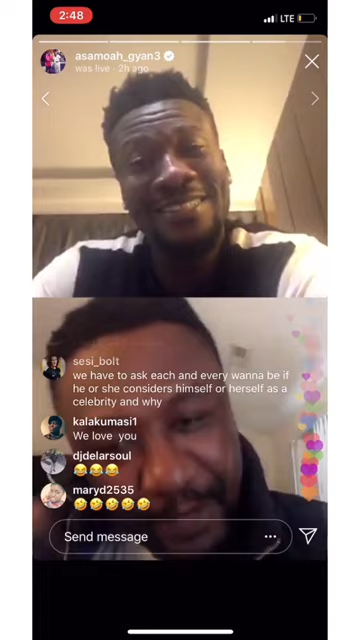 2:48
LTE
asamoah_gyan3
was live · 2h ago
sesi_bolt
we have to ask each and every wanna be if
he or she considers himself or herself as a
celebrity and why
kalakumasi1
We love you
djdelarsoul
😂😂😂
maryd2535
🤣🤣🤣🤣🤣
Send message